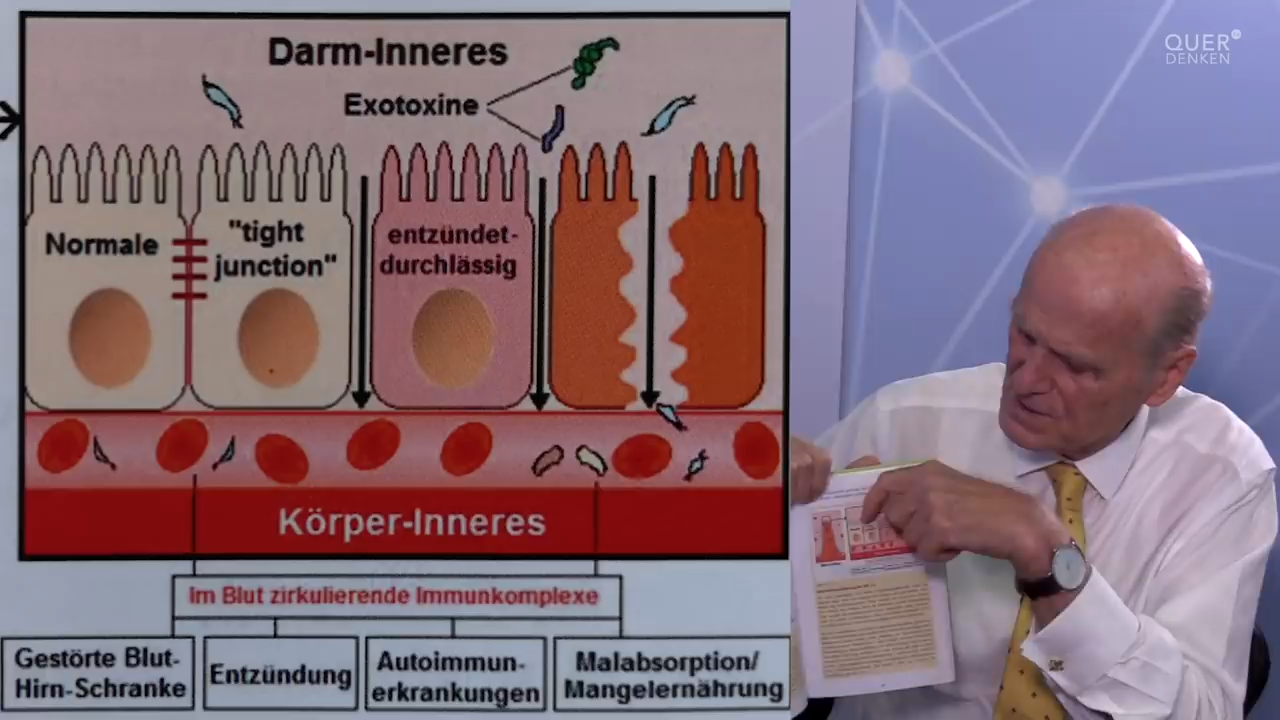 Darm-Inneres
Exotoxine
Normale
"tight
junction"
entzündet-
durchlässig
Körper-Inneres
Im Blut zirkulierende Immunkomplexe
Gestörte Blut-
Hirn-Schranke
Entzündung
Autoimmun-
erkrankungen
Malabsorption/
Mangelernährung
QUER
DENKEN